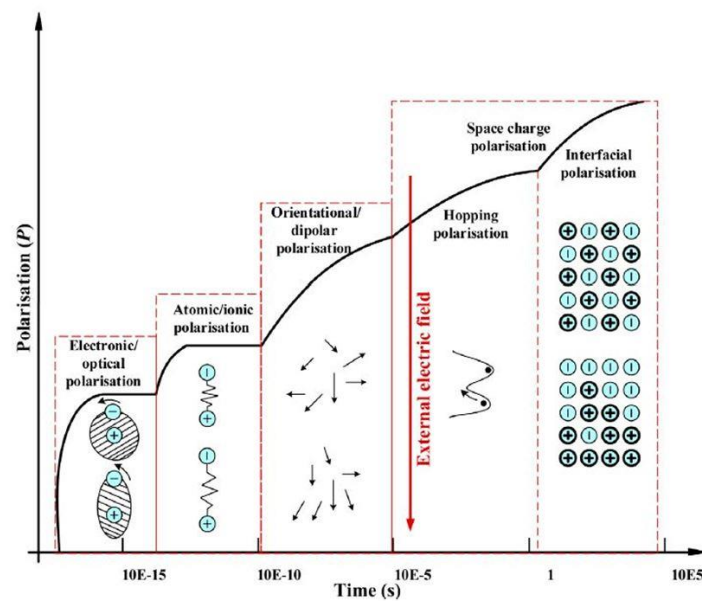 Polarisation (P)
Space charge
polarisation
Interfacial
polarisation
Orientational/
dipolar
polarisation
Hopping
polarisation
Atomic/ionic
polarisation
Electronic/
optical
polarisation
External electric field
10E-15
10E-10
10E-5
1
10E5
Time (s)